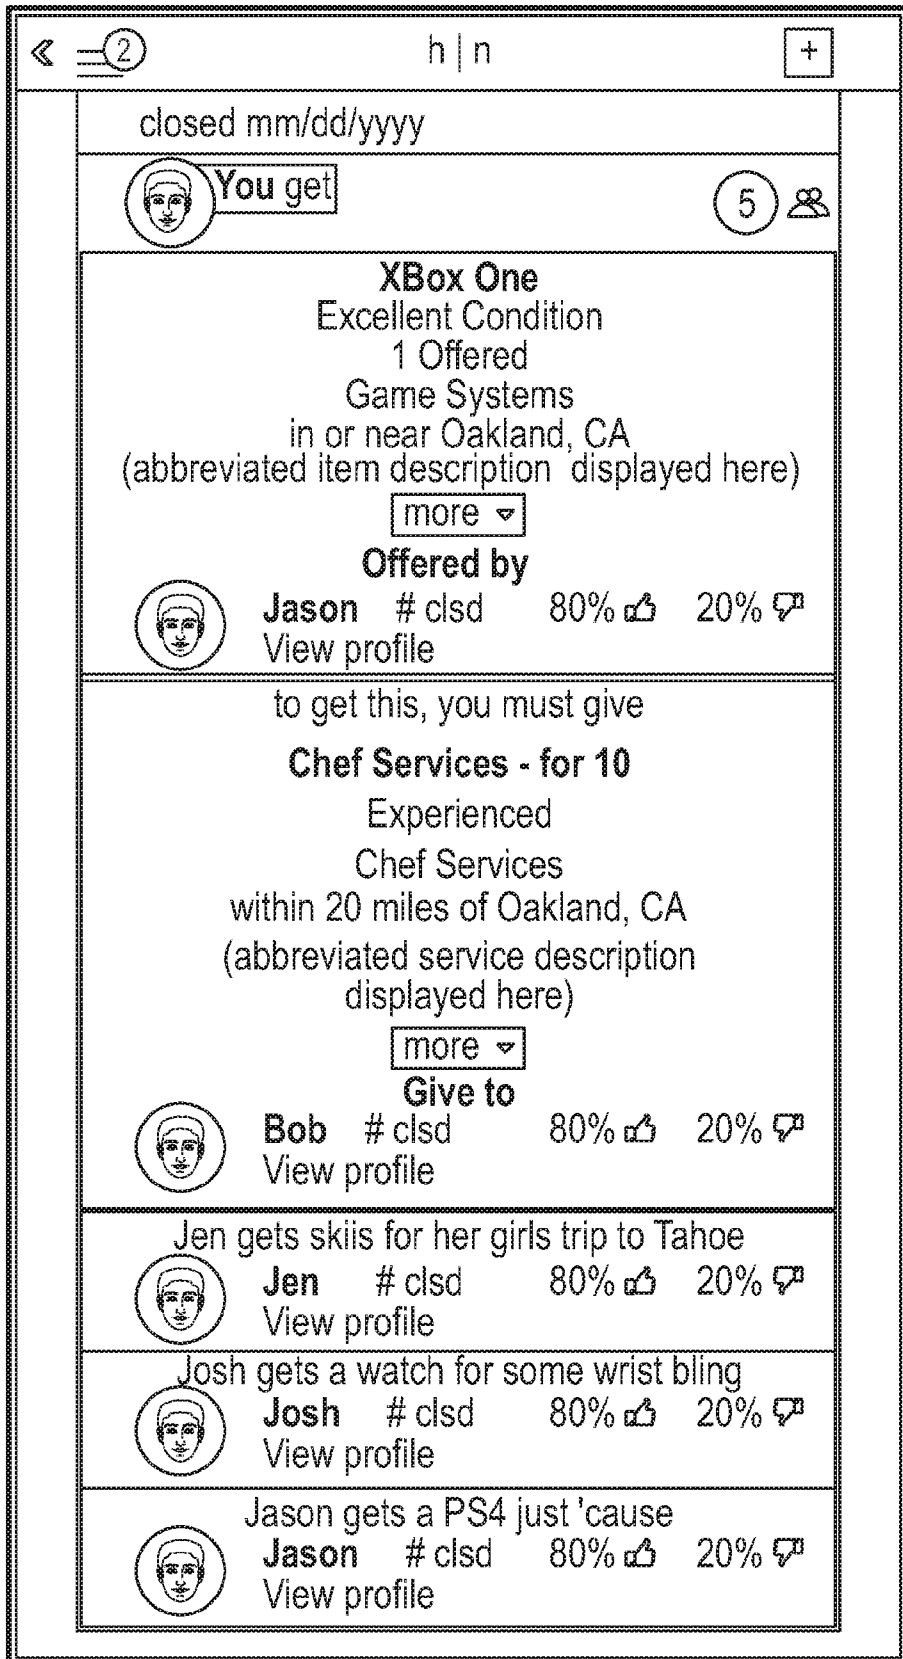 « 2 h | n +
closed mm/dd/yyyy
You get 5
XBox One
Excellent Condition
1 Offered
Game Systems
in or near Oakland, CA
(abbreviated item description displayed here)
more
Offered by
Jason # clsd 80% 20%
View profile
to get this, you must give
Chef Services - for 10
Experienced
Chef Services
within 20 miles of Oakland, CA
(abbreviated service description
displayed here)
more
Give to
Bob # clsd 80% 20%
View profile
Jen gets skiis for her girls trip to Tahoe
Jen # clsd 80% 20%
View profile
Josh gets a watch for some wrist bling
Josh # clsd 80% 20%
View profile
Jason gets a PS4 just 'cause
Jason # clsd 80% 20%
View profile